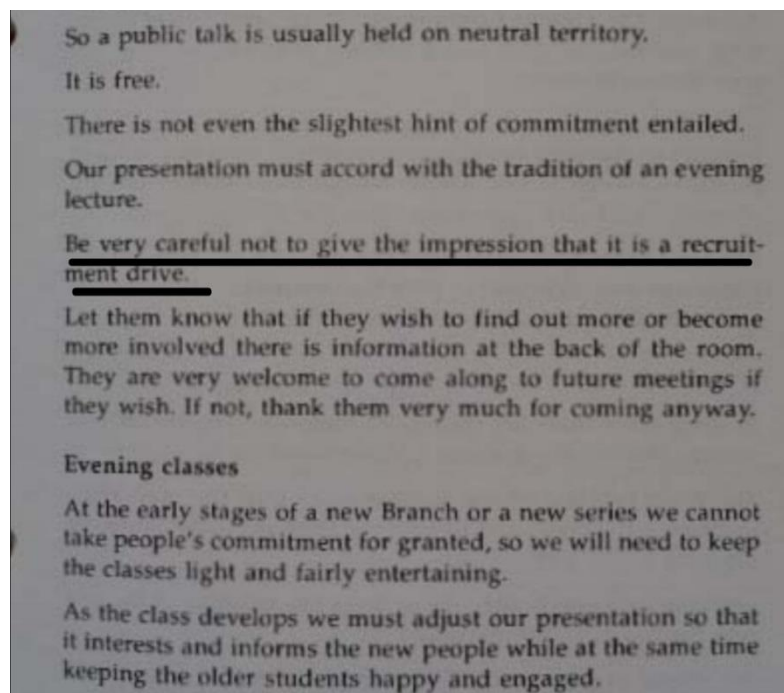 So a public talk is usually held on neutral territory.
It is free.
There is not even the slightest hint of commitment entailed.
Our presentation must accord with the tradition of an evening
lecture.
Be very careful not to give the impression that it is a recruit-
ment drive.
Let them know that if they wish to find out more or become
more involved there is information at the back of the room.
They are very welcome to come along to future meetings if
they wish. If not, thank them very much for coming anyway.
Evening classes
At the early stages of a new Branch or a new series we cannot
take people's commitment for granted, so we will need to keep
the classes light and fairly entertaining.
As the class develops we must adjust our presentation so that
it interests and informs the new people while at the same time
keeping the older students happy and engaged.